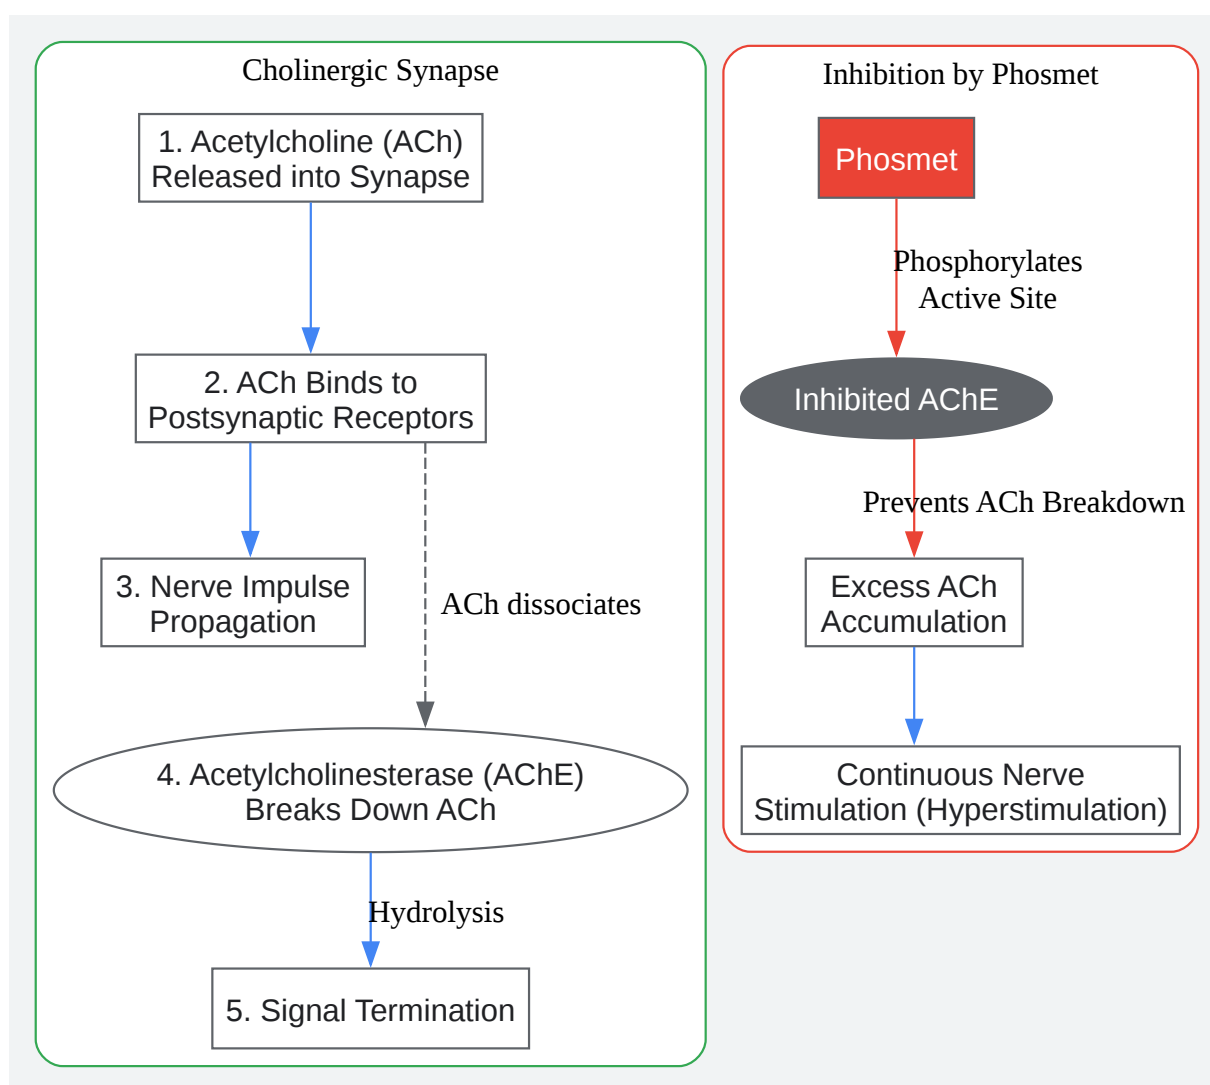 Cholinergic Synapse
1. Acetylcholine (ACh)
Released into Synapse
2. ACh Binds to
Postsynaptic Receptors
3. Nerve Impulse
Propagation
ACh dissociates
4. Acetylcholinesterase (AChE)
Breaks Down ACh
Hydrolysis
5. Signal Termination
Inhibition by Phosmet
Phosmet
Phosphorylates
Active Site
Inhibited AChE
Prevents ACh Breakdown
Excess ACh
Accumulation
Continuous Nerve
Stimulation (Hyperstimulation)